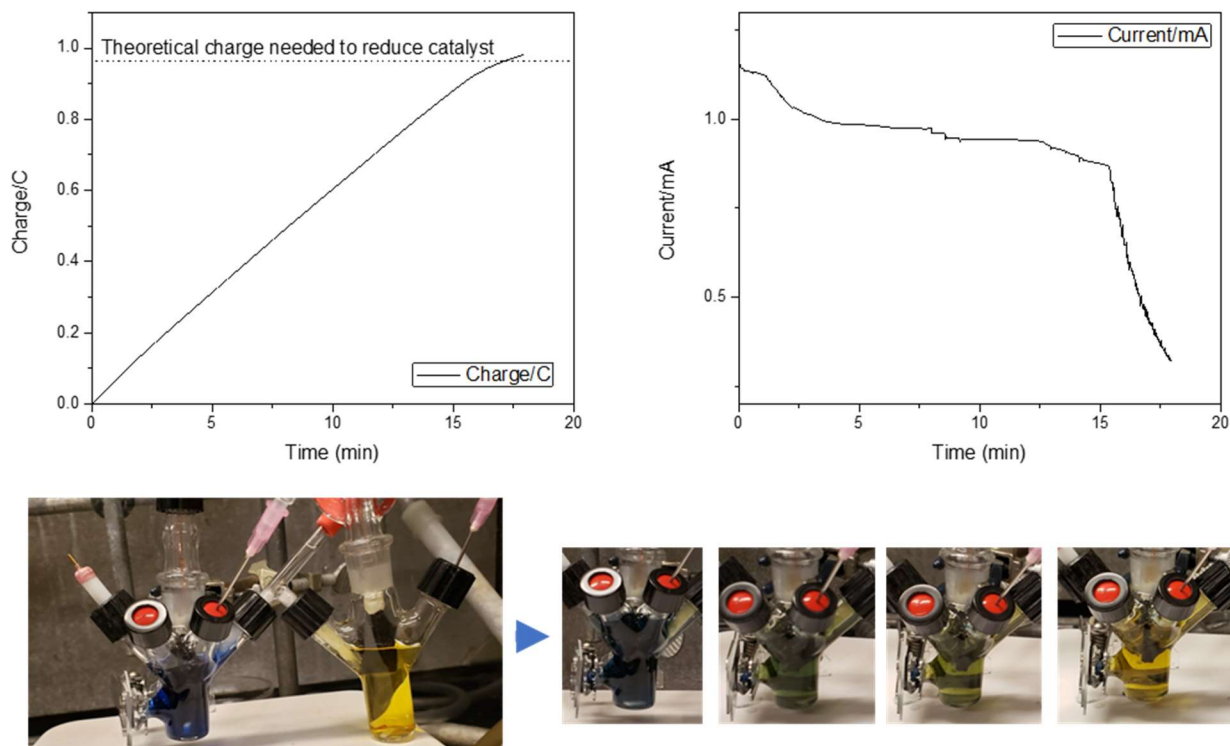 Theoretical charge needed to reduce catalyst
1.0
0.8
0.6
0.4
0.2
0.0
Charge/C
Charge/C
0
5
10
15
20
Time (min)
Current/mA
1.0
0.5
Current/mA
0
5
10
15
20
Time (min)